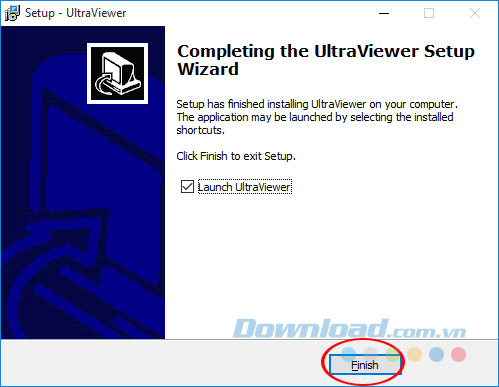 Setup - UltraViewer
Completing the UltraViewer Setup
Wizard
Setup has finished installing UltraViewer on your computer.
The application may be launched by selecting the installed
shortcuts.
Click Finish to exit Setup.
Launch UltraViewer
Download.com.vn
Finish